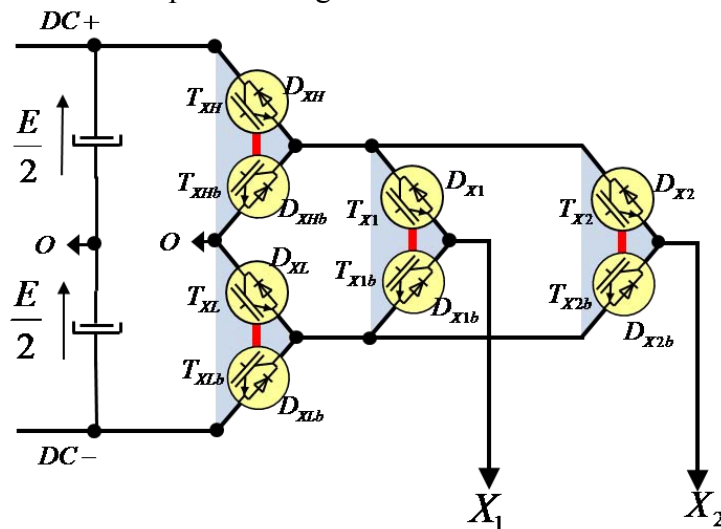 DC+
E/2
O
E/2
DC−
T_XH
D_XH
T_XHb
D_XHb
O
D_XL
T_XL
T_XLb
D_XLb
D_X1
T_X1
T_X1b
D_X1b
D_X2
T_X2
T_X2b
D_X2b
X_1
X_2